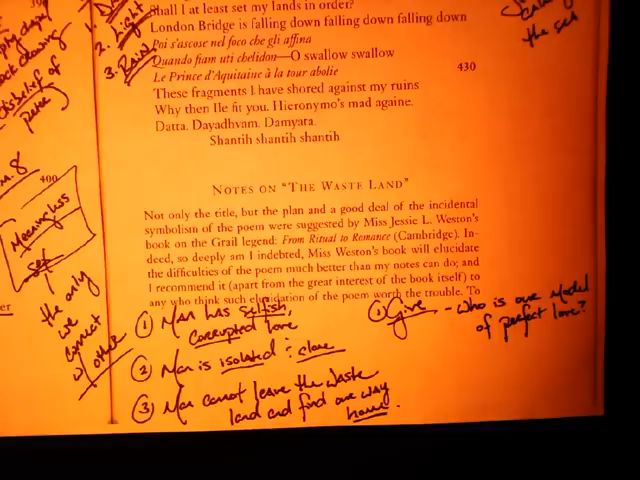 Shall I at least set my lands in order?
London Bridge is falling down falling down falling down
Poi s'ascose nel foco che gli affina
Quando fiam uti chelidon—O swallow swallow
Le Prince d'Aquitaine à la tour abolie
430
These fragments I have shored against my ruins
Why then Ile fit you. Hieronymo's mad againe.
Datta. Dayadhvam. Damyata.
Shantih shantih shantih
NOTES ON "THE WASTE LAND"
Not only the title, but the plan and a good deal of the incidental
symbolism of the poem were suggested by Miss Jessie L. Weston's
book on the Grail legend: From Ritual to Romance (Cambridge). In-
deed, so deeply am I indebted, Miss Weston's book will elucidate
the difficulties of the poem much better than my notes can do; and
I recommend it (apart from the great interest of the book itself) to
any who think such elucidation of the poem worth the trouble. To
1 Man has selfish,
corrupted love
2 Man is isolated
3 Man cannot leave the waste
land and find
home.
1 Give - who is our model
of perfect love?
1.
2. Light
3. Rain
the sea
disbelief of
Peter
400
Meaningless
sex
the only
we
connect
w/ other